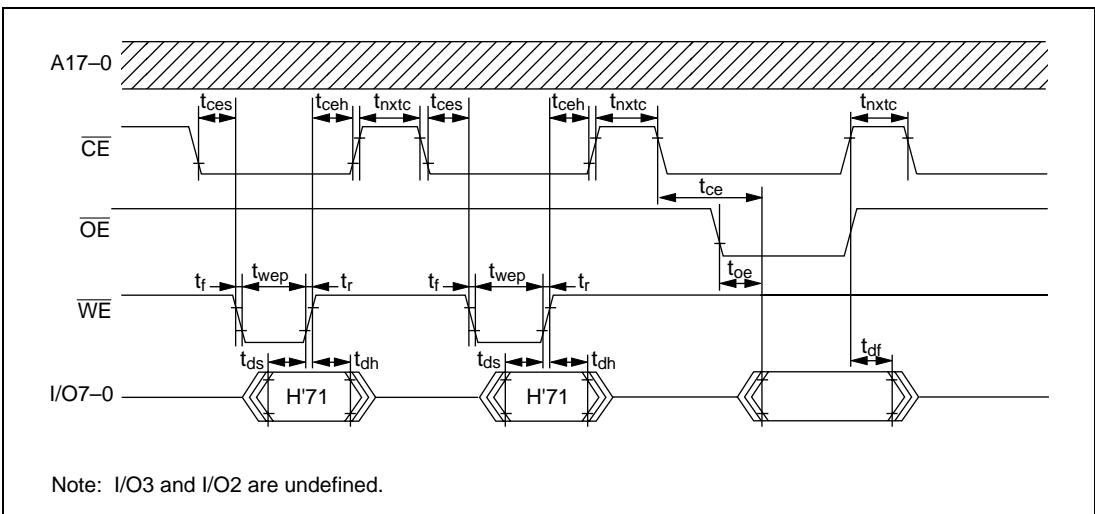 A17–0
tces tceh tnxtc tces tceh tnxtc tnxtc
CE
tce
OE
toe
tf twep tr tf twep tr
WE
tds tdh tds tdh tdf
I/O7–0 H'71 H'71
Note: I/O3 and I/O2 are undefined.